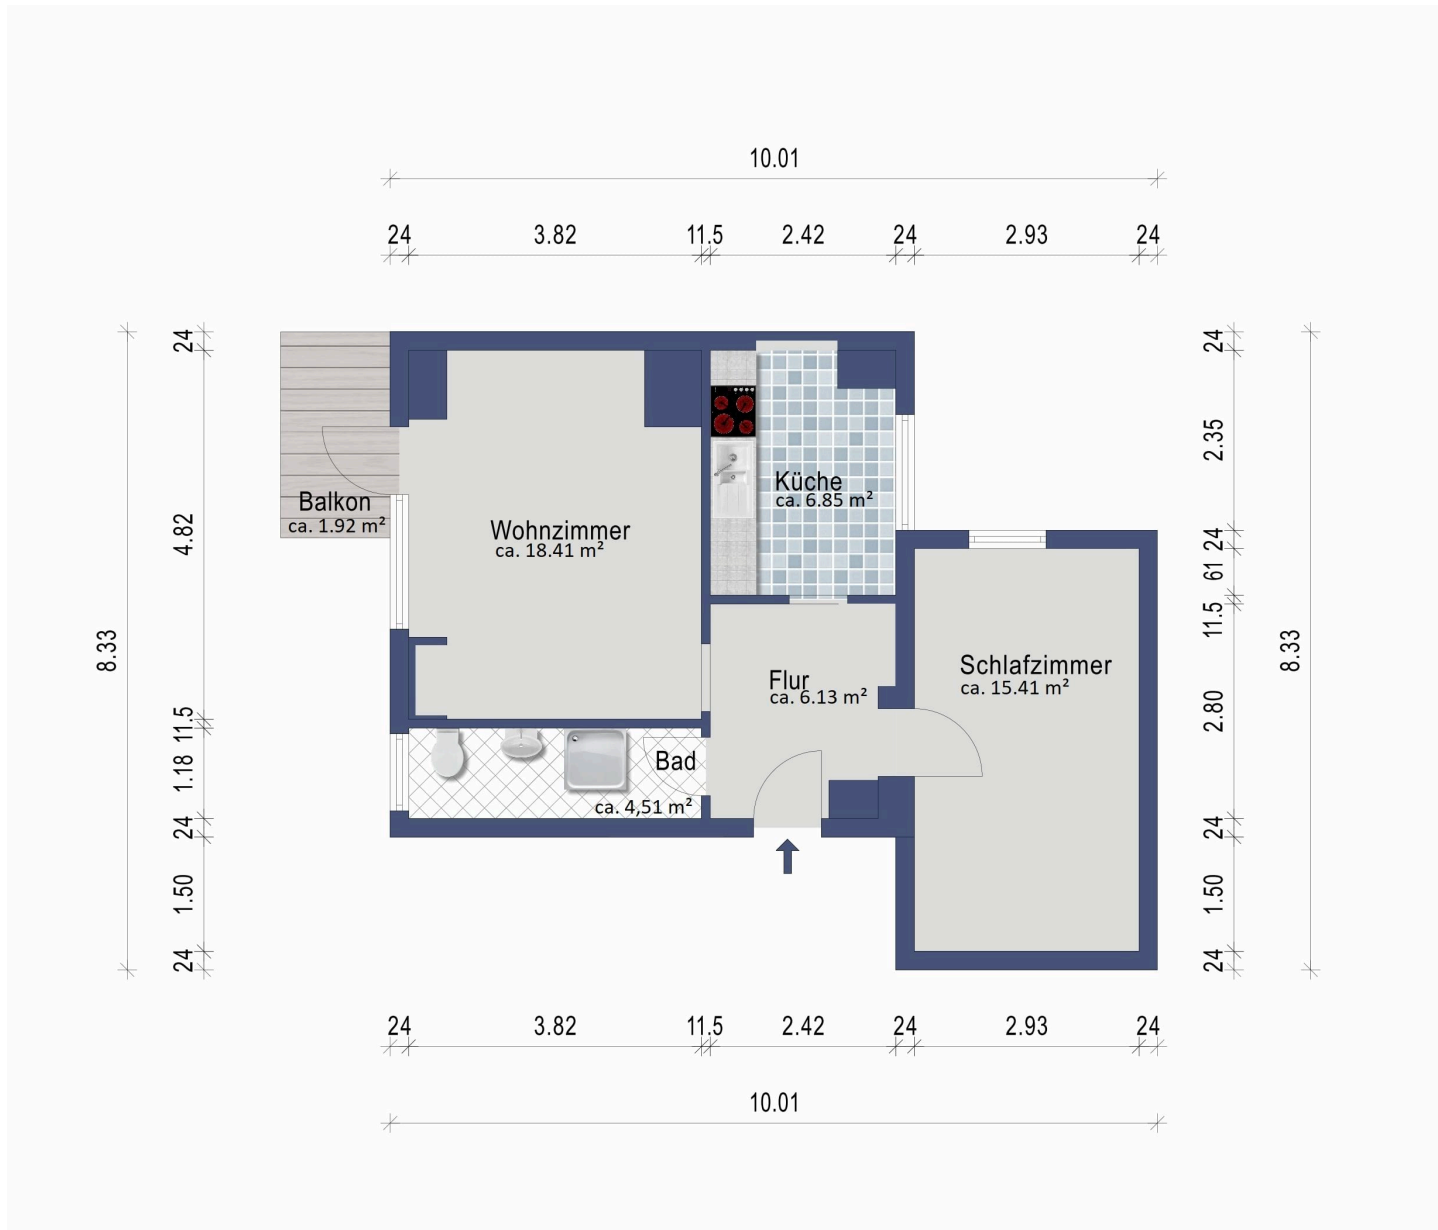 10.01
24 3.82 11.5 2.42 24 2.93 24
8.33
24
4.82
11.5
1.18
24
1.50
24
Balkon
ca. 1.92 m²
Wohnzimmer
ca. 18.41 m²
Küche
ca. 6.85 m²
Flur
ca. 6.13 m²
Schlafzimmer
ca. 15.41 m²
Bad
ca. 4,51 m²
24
2.35
24
61
11.5
2.80
24
1.50
24
8.33
24 3.82 11.5 2.42 24 2.93 24
10.01